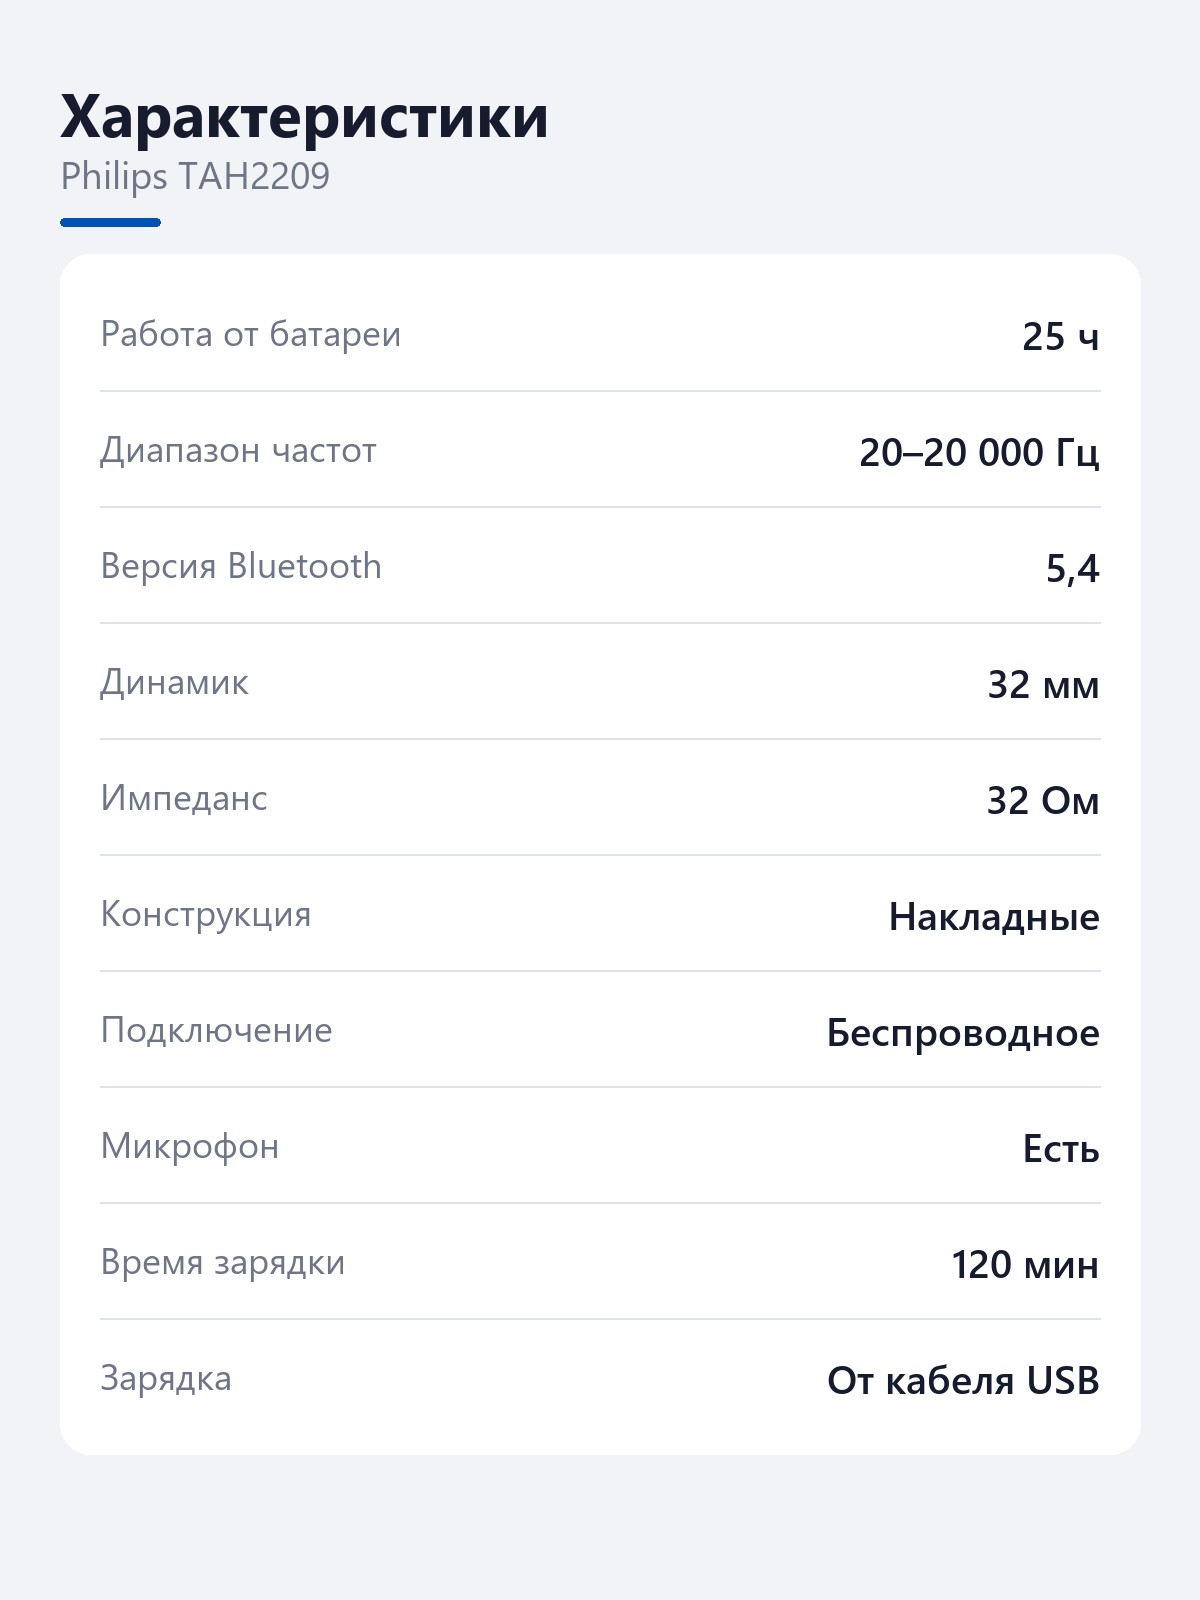 Характеристики
Philips TAH2209
Работа от батареи 25 ч
Диапазон частот 20–20 000 Гц
Версия Bluetooth 5,4
Динамик 32 мм
Импеданс 32 Ом
Конструкция Накладные
Подключение Беспроводное
Микрофон Есть
Время зарядки 120 мин
Зарядка От кабеля USB